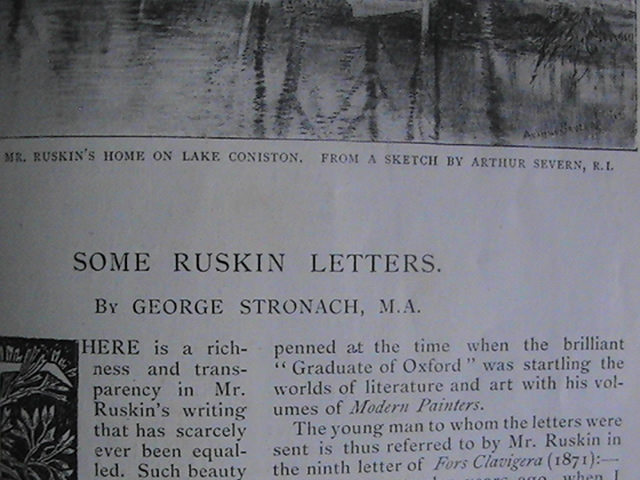 MR. RUSKIN'S HOME ON LAKE CONISTON. FROM A SKETCH BY ARTHUR SEVERN, R.I.
SOME RUSKIN LETTERS.
BY GEORGE STRONACH, M.A.
HERE is a rich-
ness and trans-
parency in Mr.
Ruskin's writing
that has scarcely
ever been equal-
led. Such beauty
penned at the time when the brilliant
"Graduate of Oxford" was startling the
worlds of literature and art with his vol-
umes of Modern Painters.
The young man to whom the letters were
sent is thus referred to by Mr. Ruskin in
the ninth letter of Fors Clavigera (1871):—
years ago, when I